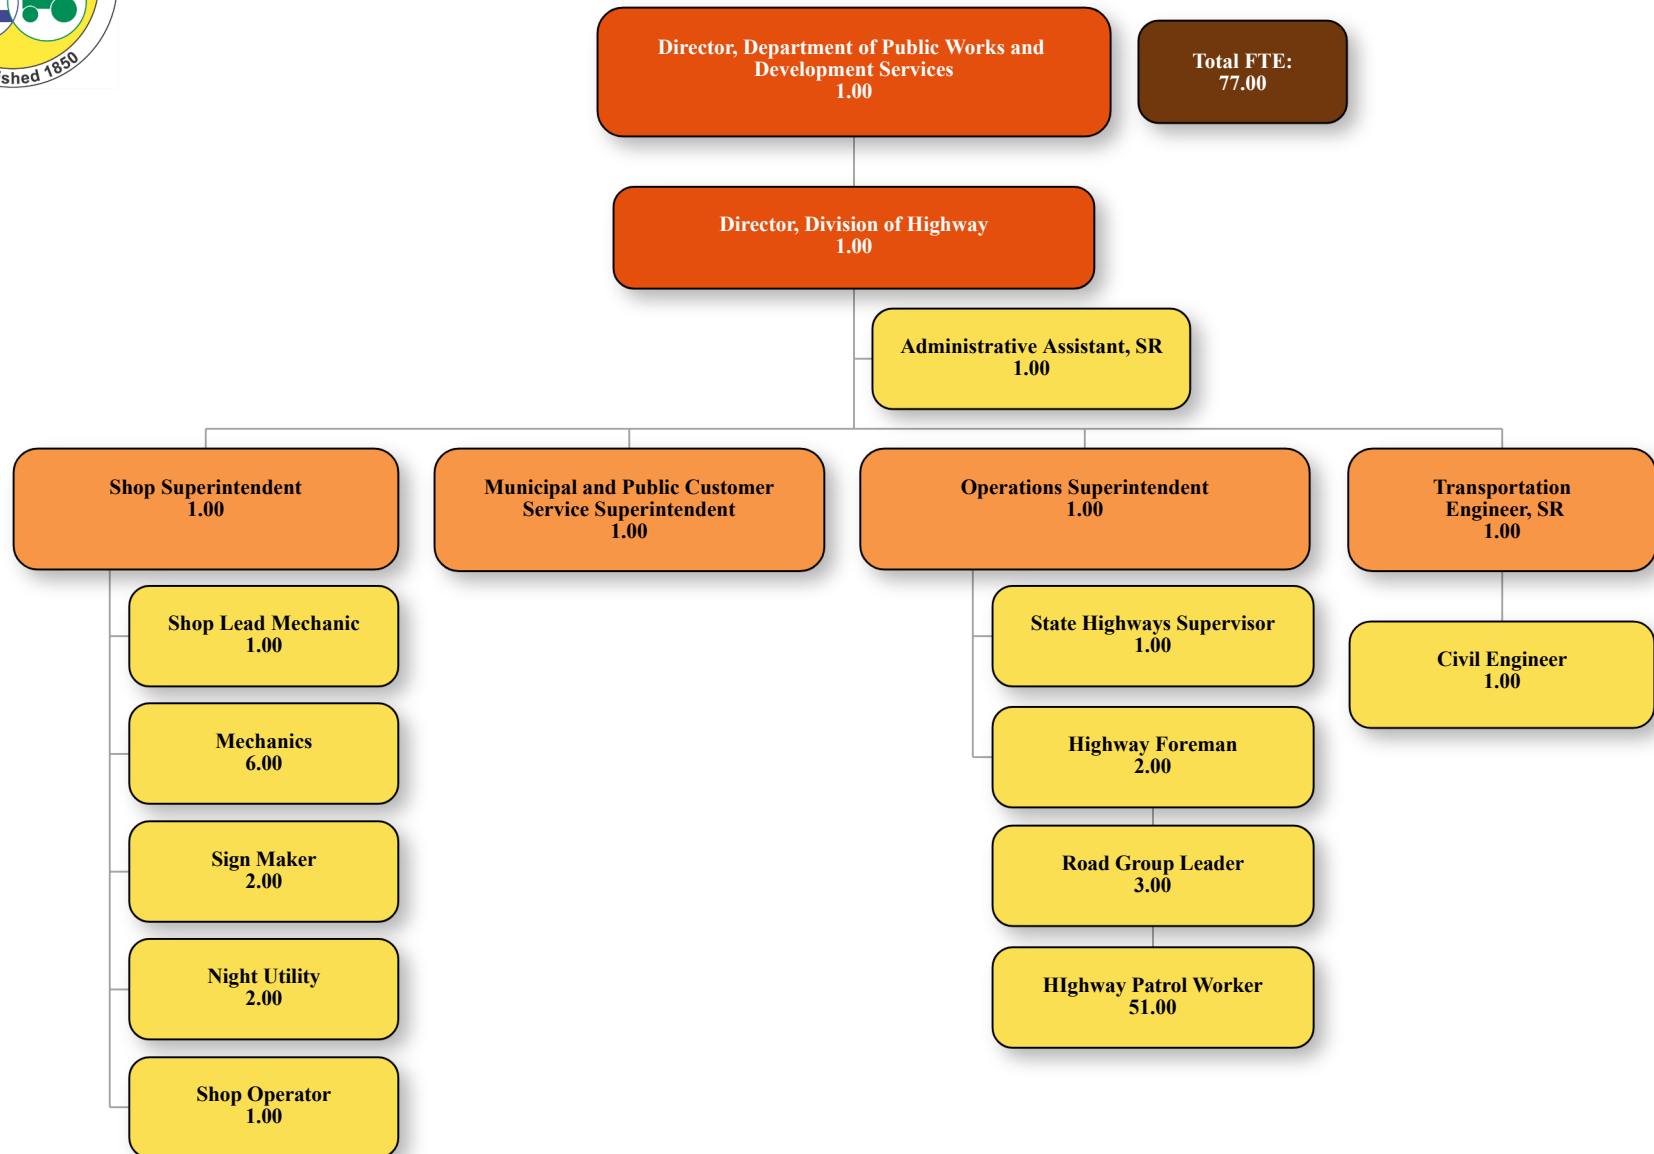 shed 1850
Director, Department of Public Works and
Development Services
1.00
Total FTE:
77.00
Director, Division of Highway
1.00
Administrative Assistant, SR
1.00
Shop Superintendent
1.00
Municipal and Public Customer
Service Superintendent
1.00
Operations Superintendent
1.00
Transportation
Engineer, SR
1.00
Shop Lead Mechanic
1.00
Mechanics
6.00
Sign Maker
2.00
Night Utility
2.00
Shop Operator
1.00
State Highways Supervisor
1.00
Highway Foreman
2.00
Road Group Leader
3.00
HIghway Patrol Worker
51.00
Civil Engineer
1.00